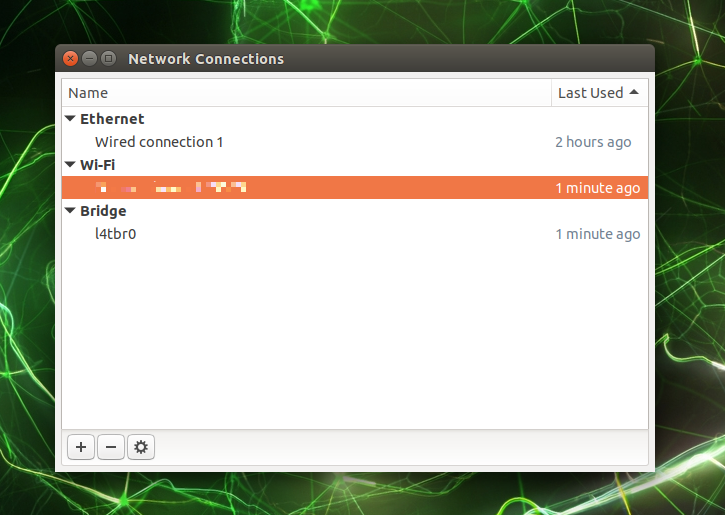 Network Connections
Name Last Used
Ethernet
Wired connection 1 2 hours ago
Wi-Fi
1 minute ago
Bridge
l4tbr0 1 minute ago